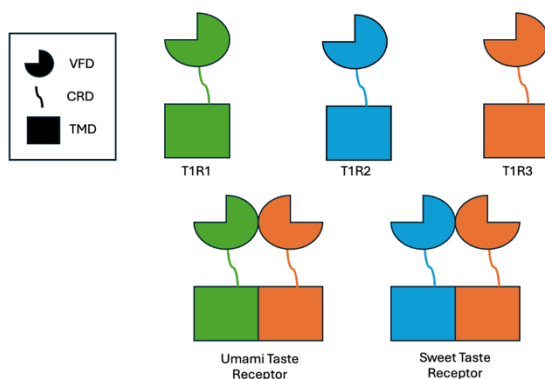 VFD
CRD
TMD
T1R1
T1R2
T1R3
Umami Taste
Receptor
Sweet Taste
Receptor